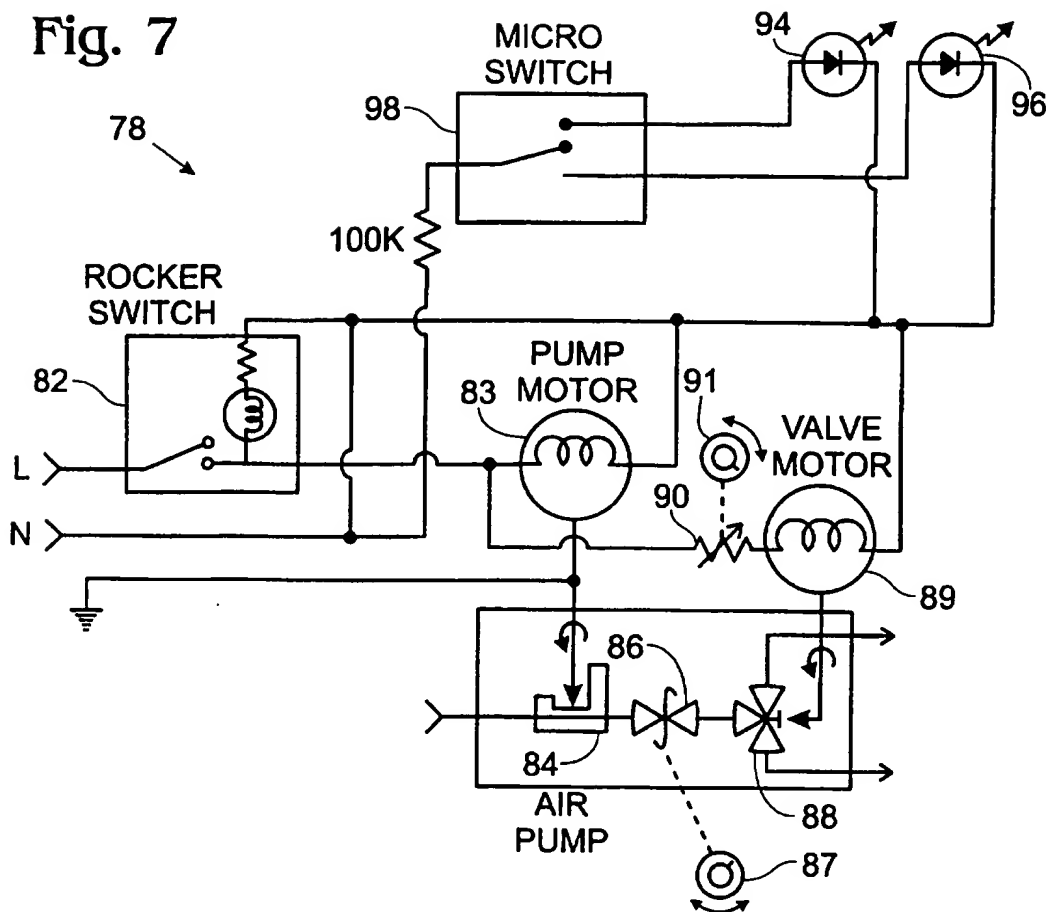 Fig. 7
MICRO
SWITCH
94
96
98
78
100K
ROCKER
SWITCH
82
PUMP
MOTOR
83
91
VALVE
MOTOR
L
N
90
89
86
84
88
AIR
PUMP
87